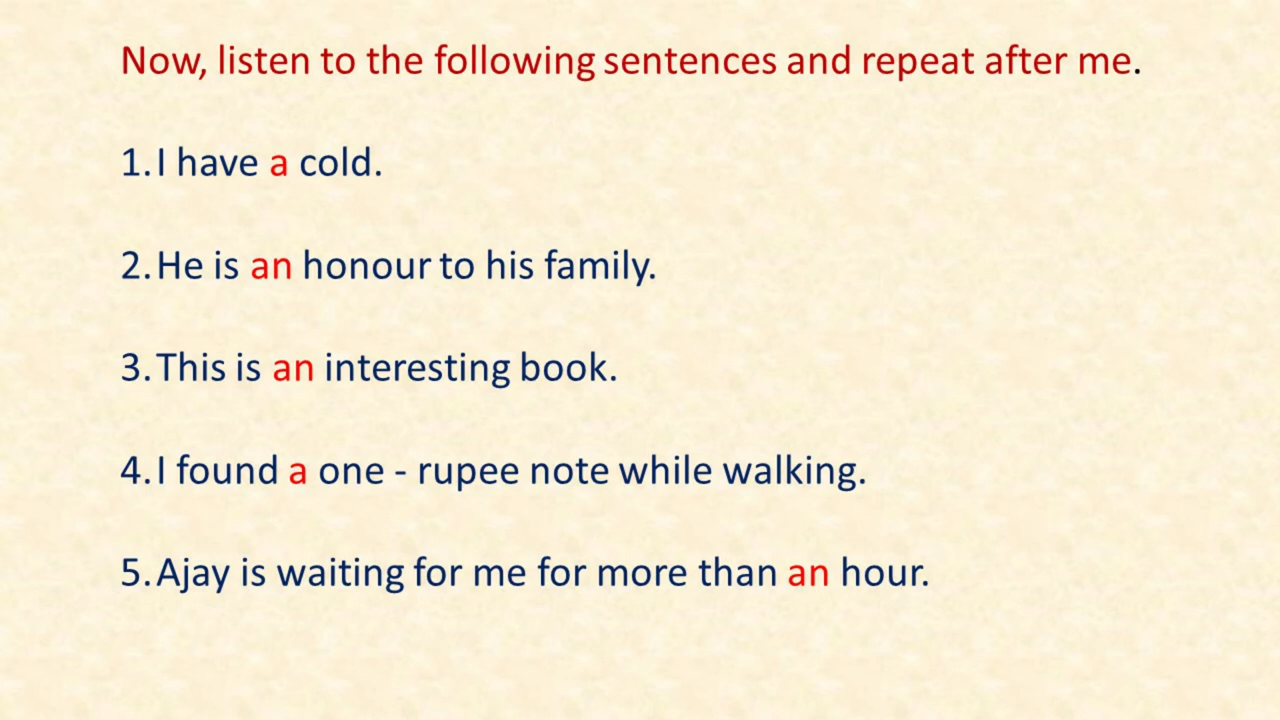 Now, listen to the following sentences and repeat after me.
1. I have a cold.
2. He is an honour to his family.
3. This is an interesting book.
4. I found a one - rupee note while walking.
5. Ajay is waiting for me for more than an hour.